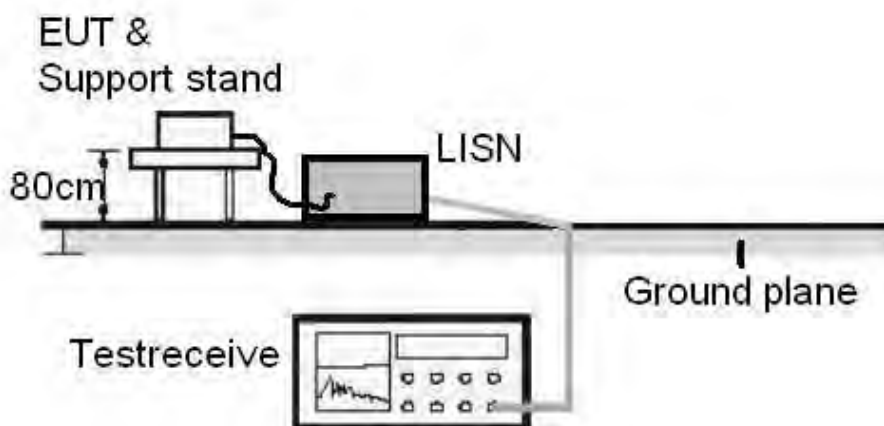 EUT &
Support stand
LISN
80cm
Ground plane
Testreceive